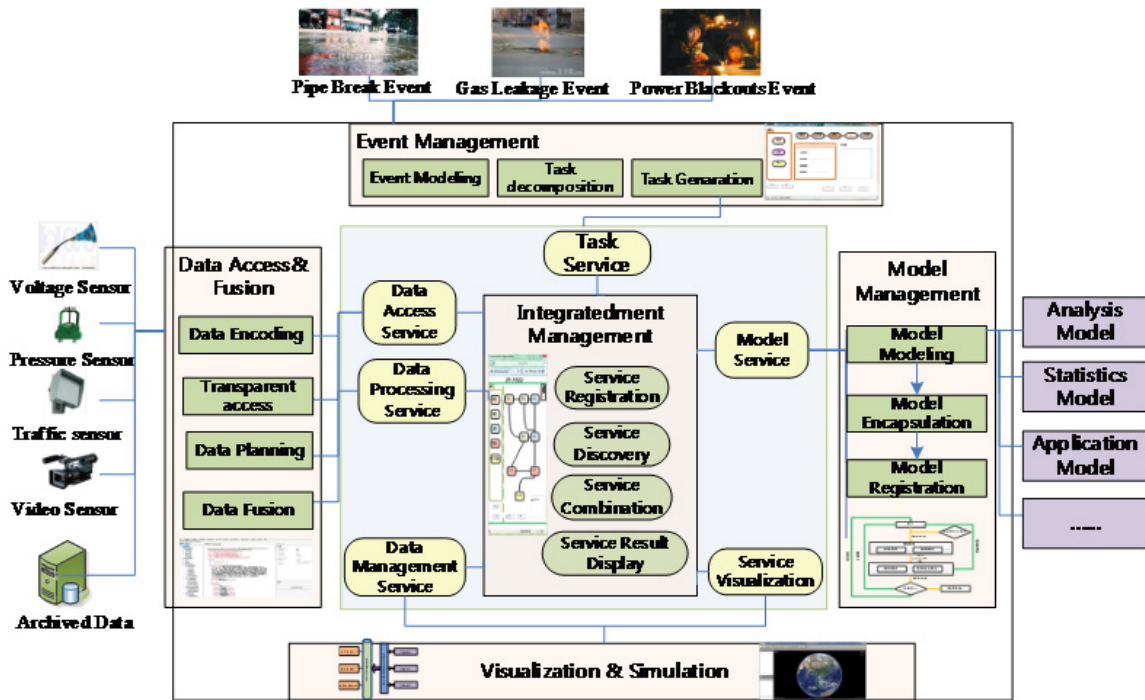 Pipe Break Event
Gas Leakage Event
Power Blackouts Event
Event Management
Event Modeling
Task
decomposition
Task Genaration
Voltage Sensor
Pressure Sensor
Traffic sensor
Video Sensor
Archived Data
Data Access&
Fusion
Data Encoding
Transparent
access
Data Planning
Data Fusion
Task
Service
Data
Access
Service
Data
Processing
Service
Data
Management
Service
Integratedment
Management
Service
Registration
Service
Discovery
Service
Combination
Service Result
Display
Model
Service
Service
Visualization
Model
Management
Model
Modeling
Model
Encapsulation
Model
Registration
Analysis
Model
Statistics
Model
Application
Model
......
Visualization & Simulation